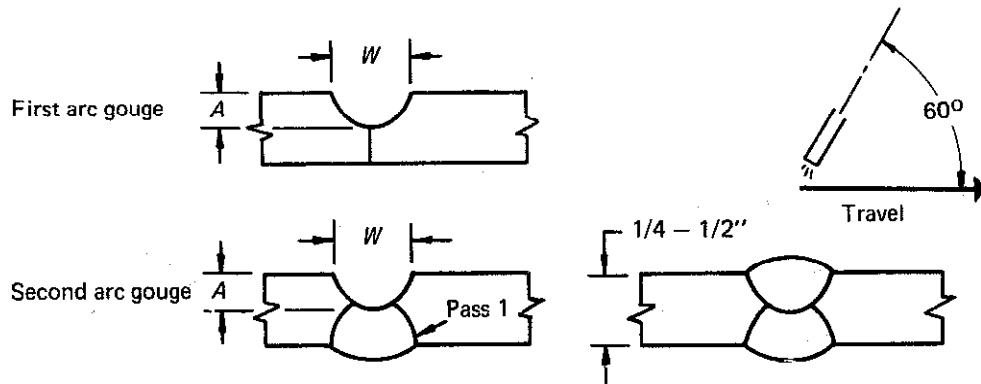 W
First arc gouge
A
60°
Travel
W
1/4 – 1/2"
Second arc gouge
A
Pass 1